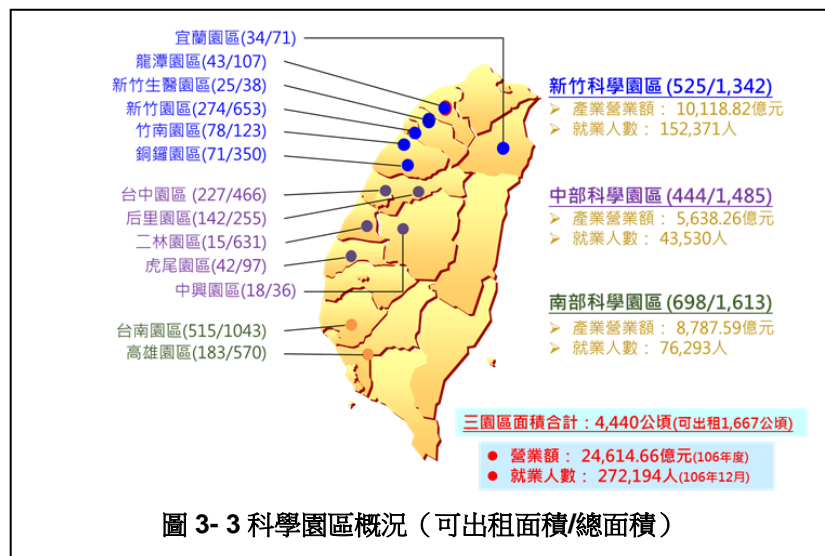 宜蘭園區(34/71)
龍潭園區(43/107)
新竹生醫園區(25/38)
新竹園區(274/653)
竹南園區(78/123)
銅鑼園區(71/350)
台中園區 (227/466)
后里園區(142/255)
二林園區(15/631)
虎尾園區(42/97)
中興園區(18/36)
台南園區(515/1043)
高雄園區(183/570)
新竹科學園區 (525/1,342)
➢ 產業營業額： 10,118.82億元
➢ 就業人數： 152,371人
中部科學園區 (444/1,485)
➢ 產業營業額： 5,638.26億元
➢ 就業人數： 43,530人
南部科學園區 (698/1,613)
➢ 產業營業額： 8,787.59億元
➢ 就業人數： 76,293人
三園區面積合計：4,440公頃(可出租1,667公頃)
● 營業額： 24,614.66億元(106年度)
● 就業人數： 272,194人(106年12月)
圖 3- 3 科學園區概況（可出租面積/總面積）